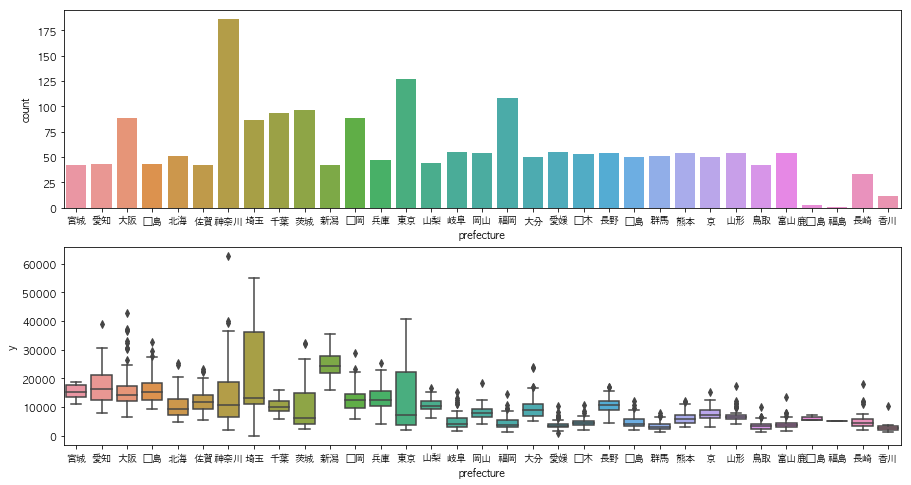 175
150
125
100
75
50
25
0
count
宮城 愛知 大阪 □島 北海 佐賀 神奈川 埼玉 千葉 茨城 新潟 □岡 兵庫 東京 山梨 岐阜 岡山 福岡 大分 愛媛 □木 長野 □島 群馬 熊本 京 山形 鳥取 富山 鹿□島 福島 長崎 香川
prefecture
60000
50000
40000
30000
20000
10000
0
y
宮城 愛知 大阪 □島 北海 佐賀 神奈川 埼玉 千葉 茨城 新潟 □岡 兵庫 東京 山梨 岐阜 岡山 福岡 大分 愛媛 □木 長野 □島 群馬 熊本 京 山形 鳥取 富山 鹿□島 福島 長崎 香川
prefecture